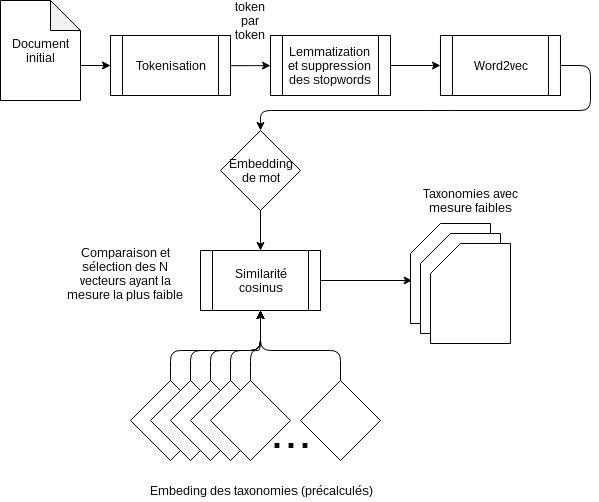 token
par
token
Document
initial
Tokenisation
Lemmatization
et suppression
des stopwords
Word2vec
Embedding
de mot
Taxonomies avec
mesure faibles
Comparaison et
sélection des N
vecteurs ayant la
mesure la plus faible
Similarité
cosinus
...
Embeding des taxonomies (précalculés)